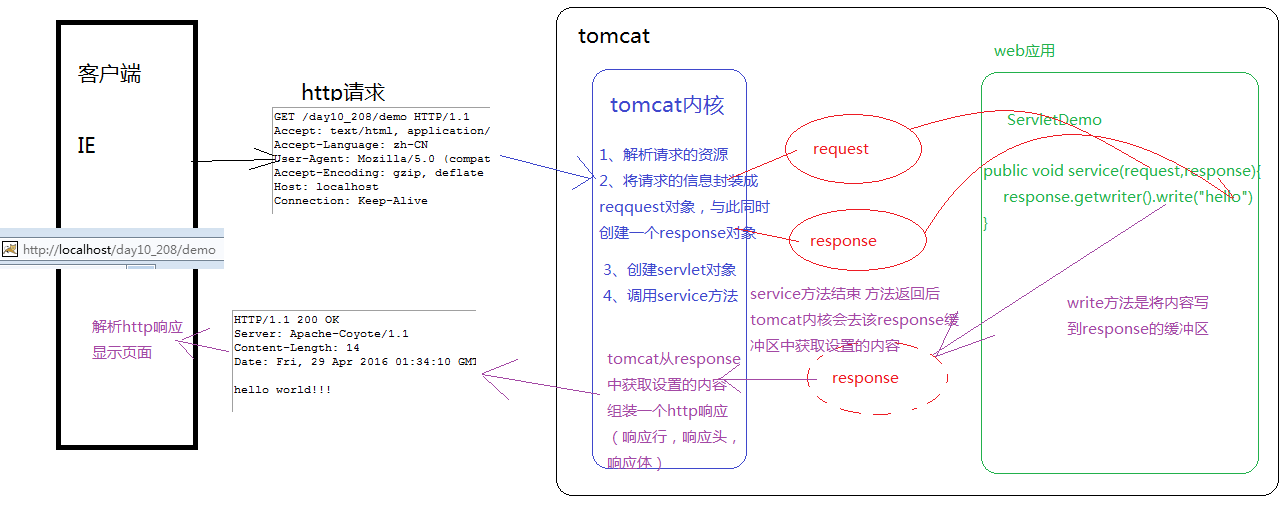 客户端
IE
http请求
GET /day10_208/demo HTTP/1.1
Accept: text/html, application/
Accept-Language: zh-CN
User-Agent: Mozilla/5.0 (compat
Accept-Encoding: gzip, deflate
Host: localhost
Connection: Keep-Alive
http://localhost/day10_208/demo
解析http响应
显示页面
HTTP/1.1 200 OK
Server: Apache-Coyote/1.1
Content-Length: 14
Date: Fri, 29 Apr 2016 01:34:10 GMT
hello world!!!
tomcat
tomcat内核
1、解析请求的资源
2、将请求的信息封装成
reqquest对象，与此同时
创建一个response对象
3、创建servlet对象
4、调用service方法
tomcat从response
中获取设置的内容
组装一个http响应
（响应行，响应头，
响应体）
request
response
service方法结束 方法返回后
tomcat内核会去该response缓
冲区中获取设置的内容
response
web应用
ServletDemo
public void service(request,response){
response.getwriter().write("hello")
}
write方法是将内容写
到response的缓冲区